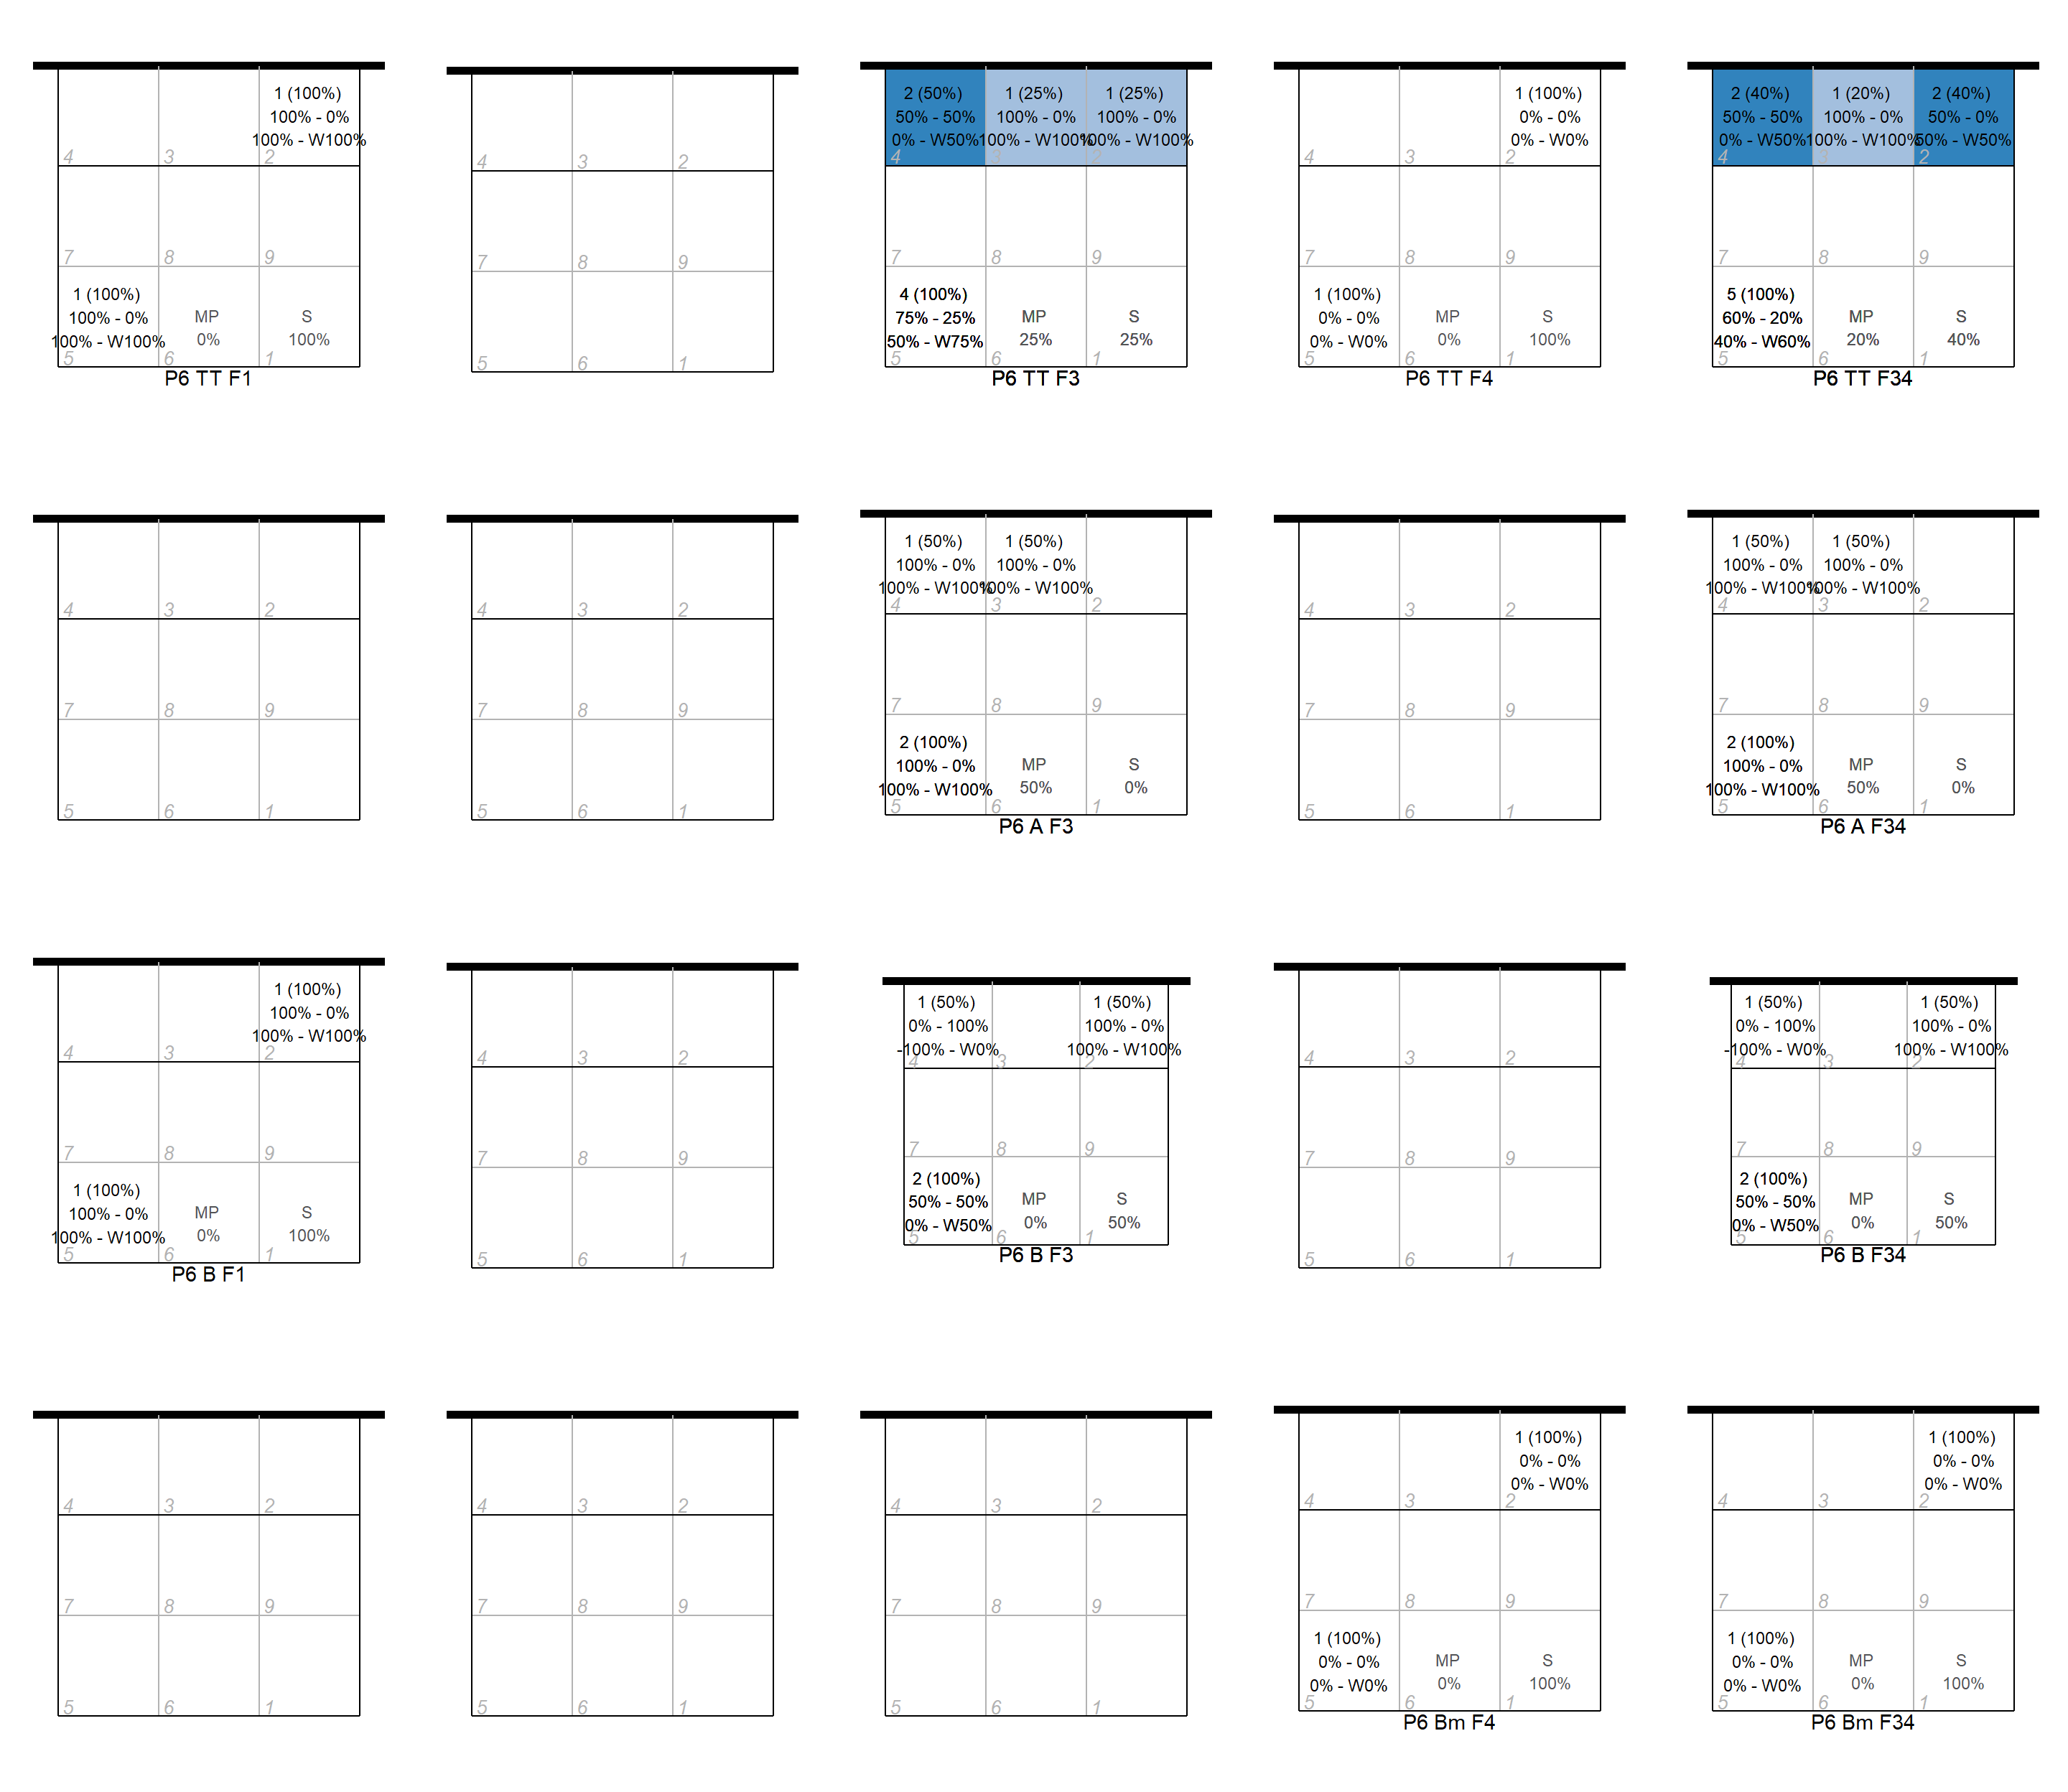 1 (100%)
100% - 0%
100% - W100%
4 3 2
7 8 9
1 (100%)
100% - 0%
100% - W100%
MP
0%
S
100%
5 6 1
P6 TT F1
4 3 2
7 8 9
5 6 1
2 (50%)
50% - 50%
0% - W50%
1 (25%)
100% - 0%
100% - W100%
1 (25%)
100% - 0%
100% - W100%
4 3 2
7 8 9
4 (100%)
75% - 25%
50% - W75%
MP
25%
S
25%
5 6 1
P6 TT F3
1 (100%)
0% - 0%
0% - W0%
4 3 2
7 8 9
1 (100%)
0% - 0%
0% - W0%
MP
0%
S
100%
5 6 1
P6 TT F4
2 (40%)
50% - 50%
0% - W50%
1 (20%)
100% - 0%
100% - W100%
2 (40%)
50% - 0%
50% - W50%
4 3 2
7 8 9
5 (100%)
60% - 20%
40% - W60%
MP
20%
S
40%
5 6 1
P6 TT F34
4 3 2
7 8 9
5 6 1
4 3 2
7 8 9
5 6 1
1 (50%)
100% - 0%
100% - W100%
1 (50%)
100% - 0%
100% - W100%
4 3 2
7 8 9
2 (100%)
100% - 0%
100% - W100%
MP
50%
S
0%
5 6 1
P6 A F3
4 3 2
7 8 9
5 6 1
1 (50%)
100% - 0%
100% - W100%
1 (50%)
100% - 0%
100% - W100%
4 3 2
7 8 9
2 (100%)
100% - 0%
100% - W100%
MP
50%
S
0%
5 6 1
P6 A F34
1 (100%)
100% - 0%
100% - W100%
4 3 2
7 8 9
1 (100%)
100% - 0%
100% - W100%
MP
0%
S
100%
5 6 1
P6 B F1
4 3 2
7 8 9
5 6 1
1 (50%)
0% - 100%
-100% - W0%
1 (50%)
100% - 0%
100% - W100%
4 3 2
7 8 9
2 (100%)
50% - 50%
0% - W50%
MP
0%
S
50%
5 6 1
P6 B F3
4 3 2
7 8 9
5 6 1
1 (50%)
0% - 100%
-100% - W0%
1 (50%)
100% - 0%
100% - W100%
4 3 2
7 8 9
2 (100%)
50% - 50%
0% - W50%
MP
0%
S
50%
5 6 1
P6 B F34
4 3 2
7 8 9
5 6 1
4 3 2
7 8 9
5 6 1
4 3 2
7 8 9
5 6 1
1 (100%)
0% - 0%
0% - W0%
4 3 2
7 8 9
1 (100%)
0% - 0%
0% - W0%
MP
0%
S
100%
5 6 1
P6 Bm F4
1 (100%)
0% - 0%
0% - W0%
4 3 2
7 8 9
1 (100%)
0% - 0%
0% - W0%
MP
0%
S
100%
5 6 1
P6 Bm F34